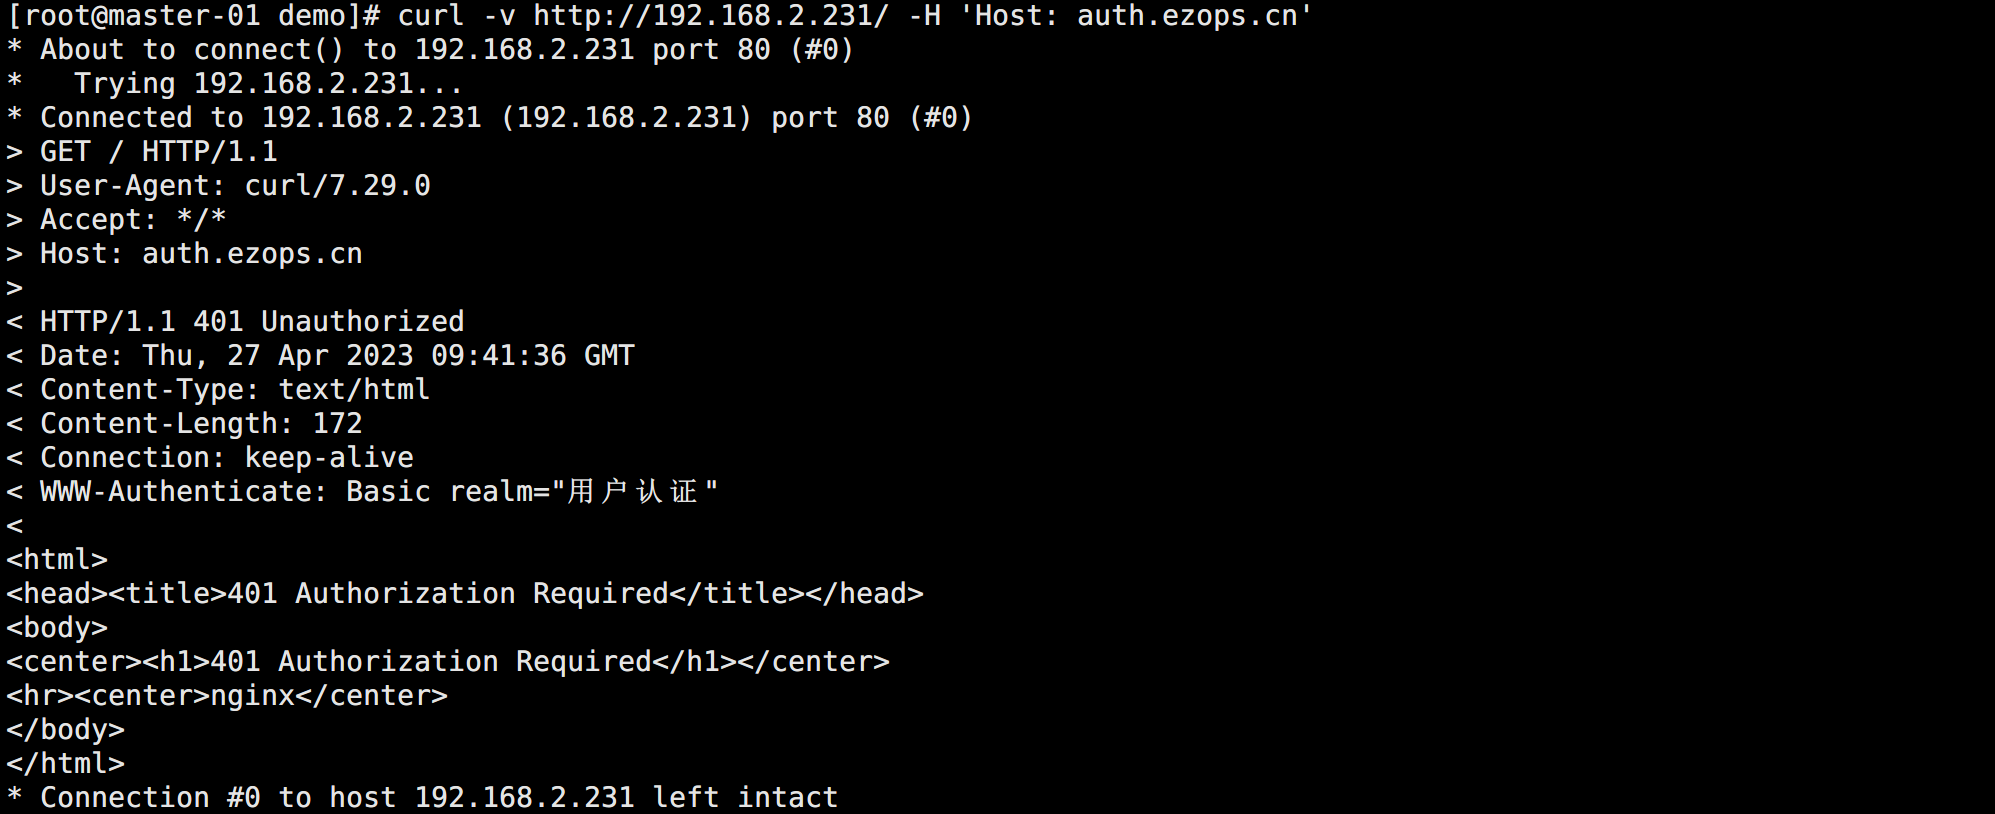 [root@master-01 demo]# curl -v http://192.168.2.231/ -H 'Host: auth.ezops.cn'
* About to connect() to 192.168.2.231 port 80 (#0)
*   Trying 192.168.2.231...
* Connected to 192.168.2.231 (192.168.2.231) port 80 (#0)
> GET / HTTP/1.1
> User-Agent: curl/7.29.0
> Accept: */*
> Host: auth.ezops.cn
>
< HTTP/1.1 401 Unauthorized
< Date: Thu, 27 Apr 2023 09:41:36 GMT
< Content-Type: text/html
< Content-Length: 172
< Connection: keep-alive
< WWW-Authenticate: Basic realm="用户认证"
<
<html>
<head><title>401 Authorization Required</title></head>
<body>
<center><h1>401 Authorization Required</h1></center>
<hr><center>nginx</center>
</body>
</html>
* Connection #0 to host 192.168.2.231 left intact